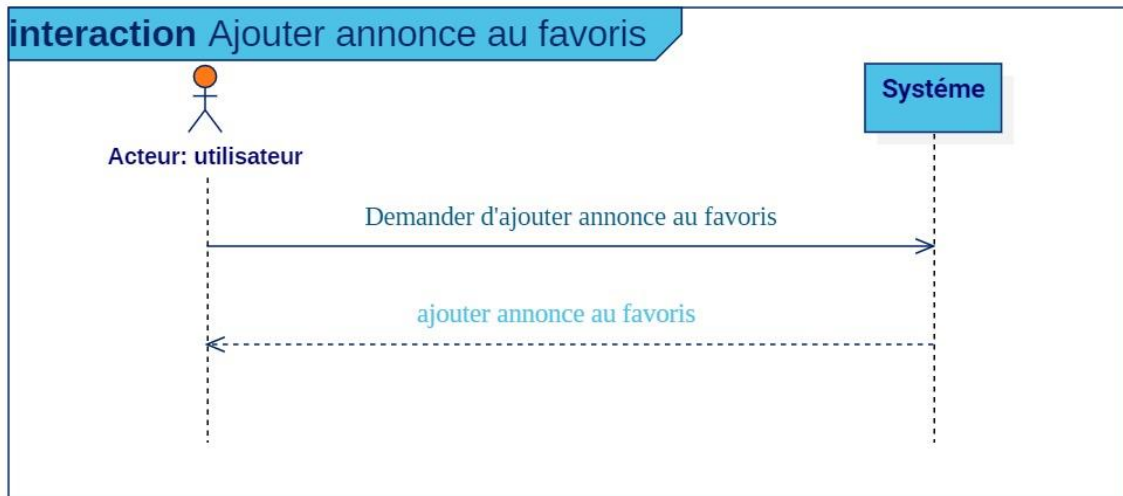 interaction Ajouter annonce au favoris
Systéme
Acteur: utilisateur
Demander d'ajouter annonce au favoris
ajouter annonce au favoris